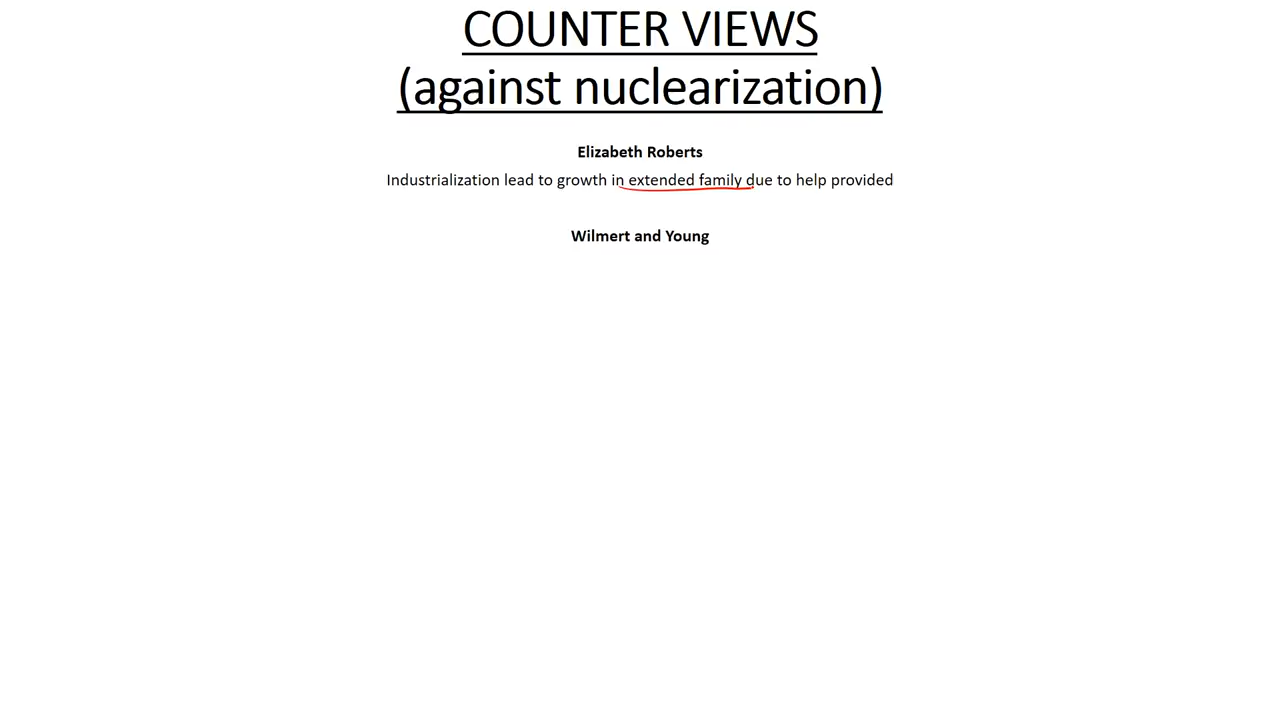 COUNTER VIEWS
(against nuclearization)
Elizabeth Roberts
Industrialization lead to growth in extended family due to help provided
Wilmert and Young